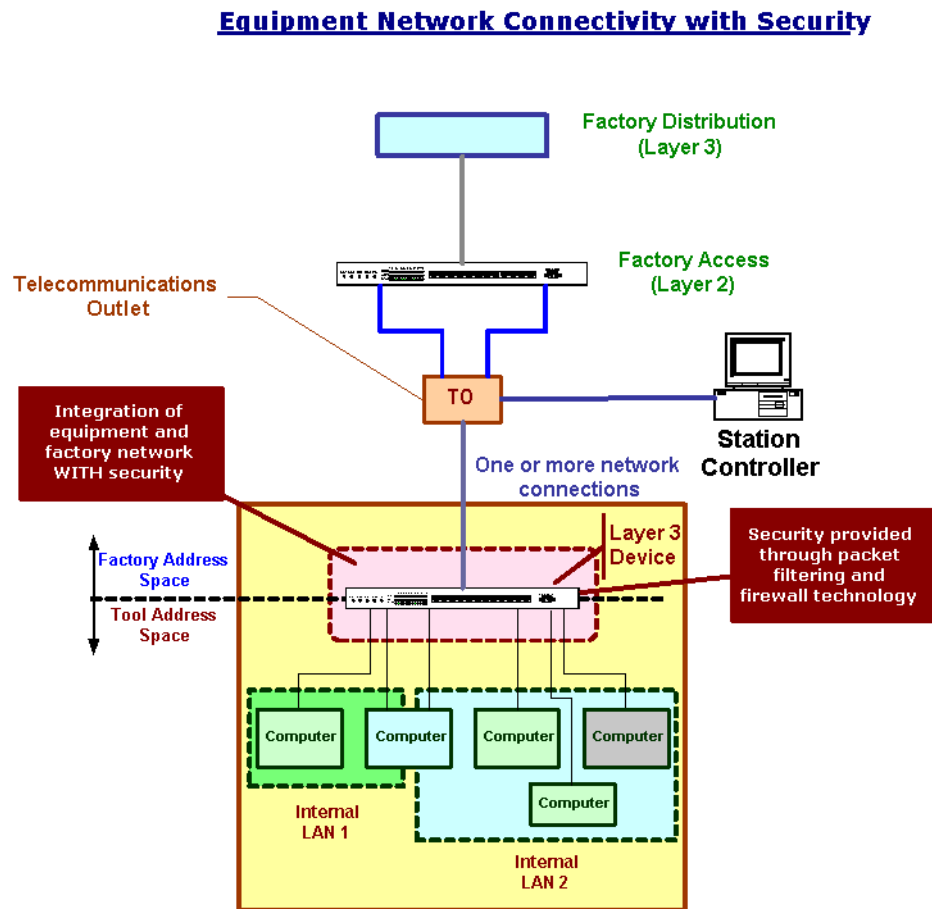 Equipment Network Connectivity with Security
Factory Distribution
(Layer 3)
Factory Access
(Layer 2)
Telecommunications
Outlet
TO
Station
Controller
Integration of
equipment and
factory network
WITH security
One or more network
connections
Layer 3
Device
Security provided
through packet
filtering and
firewall technology
Factory Address
Space
Tool Address
Space
Computer
Computer
Computer
Computer
Computer
Internal
LAN 1
Internal
LAN 2